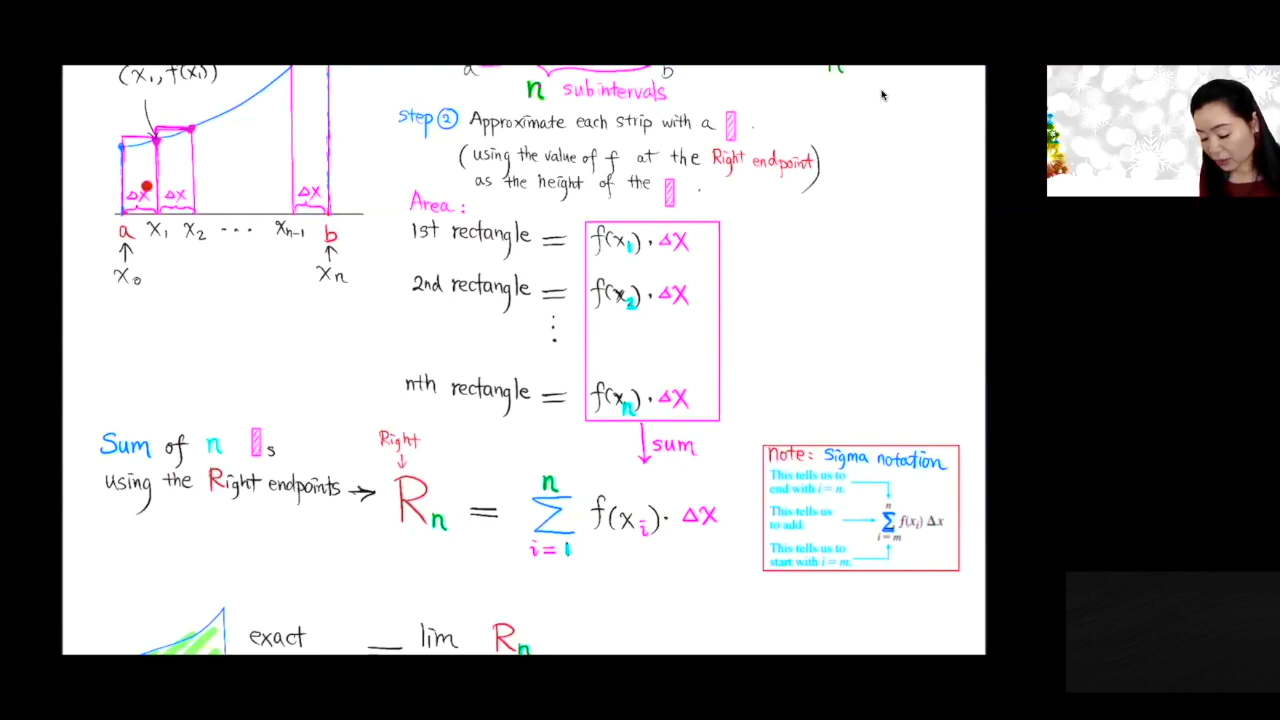 (x₁, f(x₁))
Δx Δx Δx
a x₁ x₂ ... xₙ₋₁ b
↑ ↑
x₀ xₙ
a b
n
n subintervals
step ② Approximate each strip with a .
(using the value of f at the Right endpoint)
as the height of the .
Area:
1st rectangle = f(x₁)·Δx
2nd rectangle = f(x₂)·Δx
⋮
nth rectangle = f(xₙ)·Δx
↓ sum
Sum of n s
using the Right endpoints →
Right
↓
Rₙ = n Σ i=1 f(xᵢ)·Δx
note: Sigma notation
This tells us to
end with i = n.
This tells us
to add.
This tells us to
start with i = m.
n
Σ f(xᵢ) Δx
i = m
exact = lim Rₙ